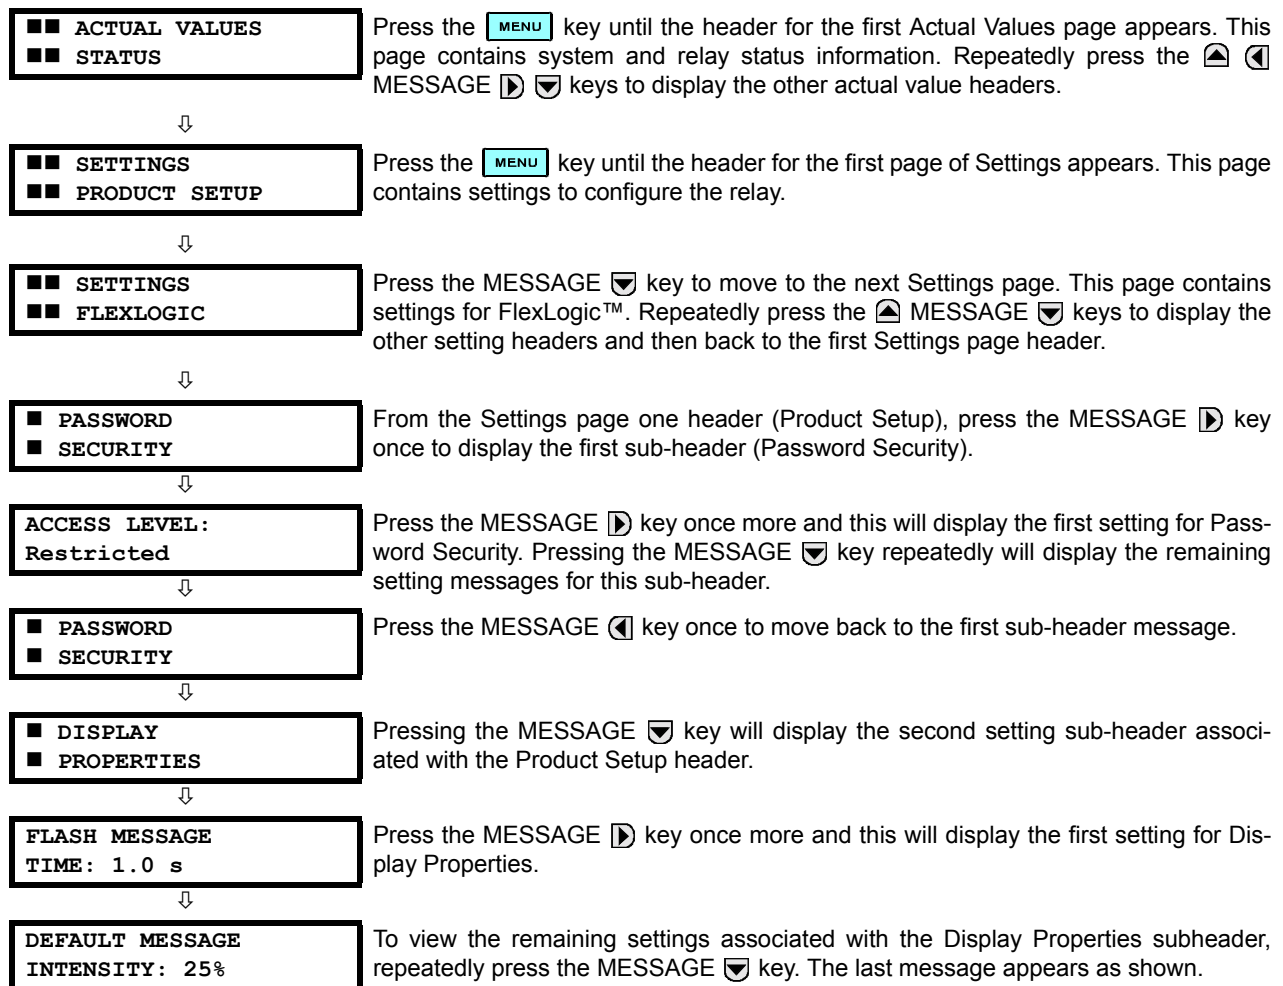 ■■ ACTUAL VALUES
■■ STATUS
Press the MENU key until the header for the first Actual Values page appears. This
page contains system and relay status information. Repeatedly press the ▲ ◀
MESSAGE ▶ ▼ keys to display the other actual value headers.
⇩
■■ SETTINGS
■■ PRODUCT SETUP
Press the MENU key until the header for the first page of Settings appears. This page
contains settings to configure the relay.
⇩
■■ SETTINGS
■■ FLEXLOGIC
Press the MESSAGE ▼ key to move to the next Settings page. This page contains
settings for FlexLogic™. Repeatedly press the ▲ MESSAGE ▼ keys to display the
other setting headers and then back to the first Settings page header.
⇩
■ PASSWORD
■ SECURITY
From the Settings page one header (Product Setup), press the MESSAGE ▶ key
once to display the first sub-header (Password Security).
⇩
ACCESS LEVEL:
Restricted
Press the MESSAGE ▶ key once more and this will display the first setting for Pass-
word Security. Pressing the MESSAGE ▼ key repeatedly will display the remaining
setting messages for this sub-header.
⇩
■ PASSWORD
■ SECURITY
Press the MESSAGE ◀ key once to move back to the first sub-header message.
⇩
■ DISPLAY
■ PROPERTIES
Pressing the MESSAGE ▼ key will display the second setting sub-header associ-
ated with the Product Setup header.
⇩
FLASH MESSAGE
TIME: 1.0 s
Press the MESSAGE ▶ key once more and this will display the first setting for Dis-
play Properties.
⇩
DEFAULT MESSAGE
INTENSITY: 25%
To view the remaining settings associated with the Display Properties subheader,
repeatedly press the MESSAGE ▼ key. The last message appears as shown.